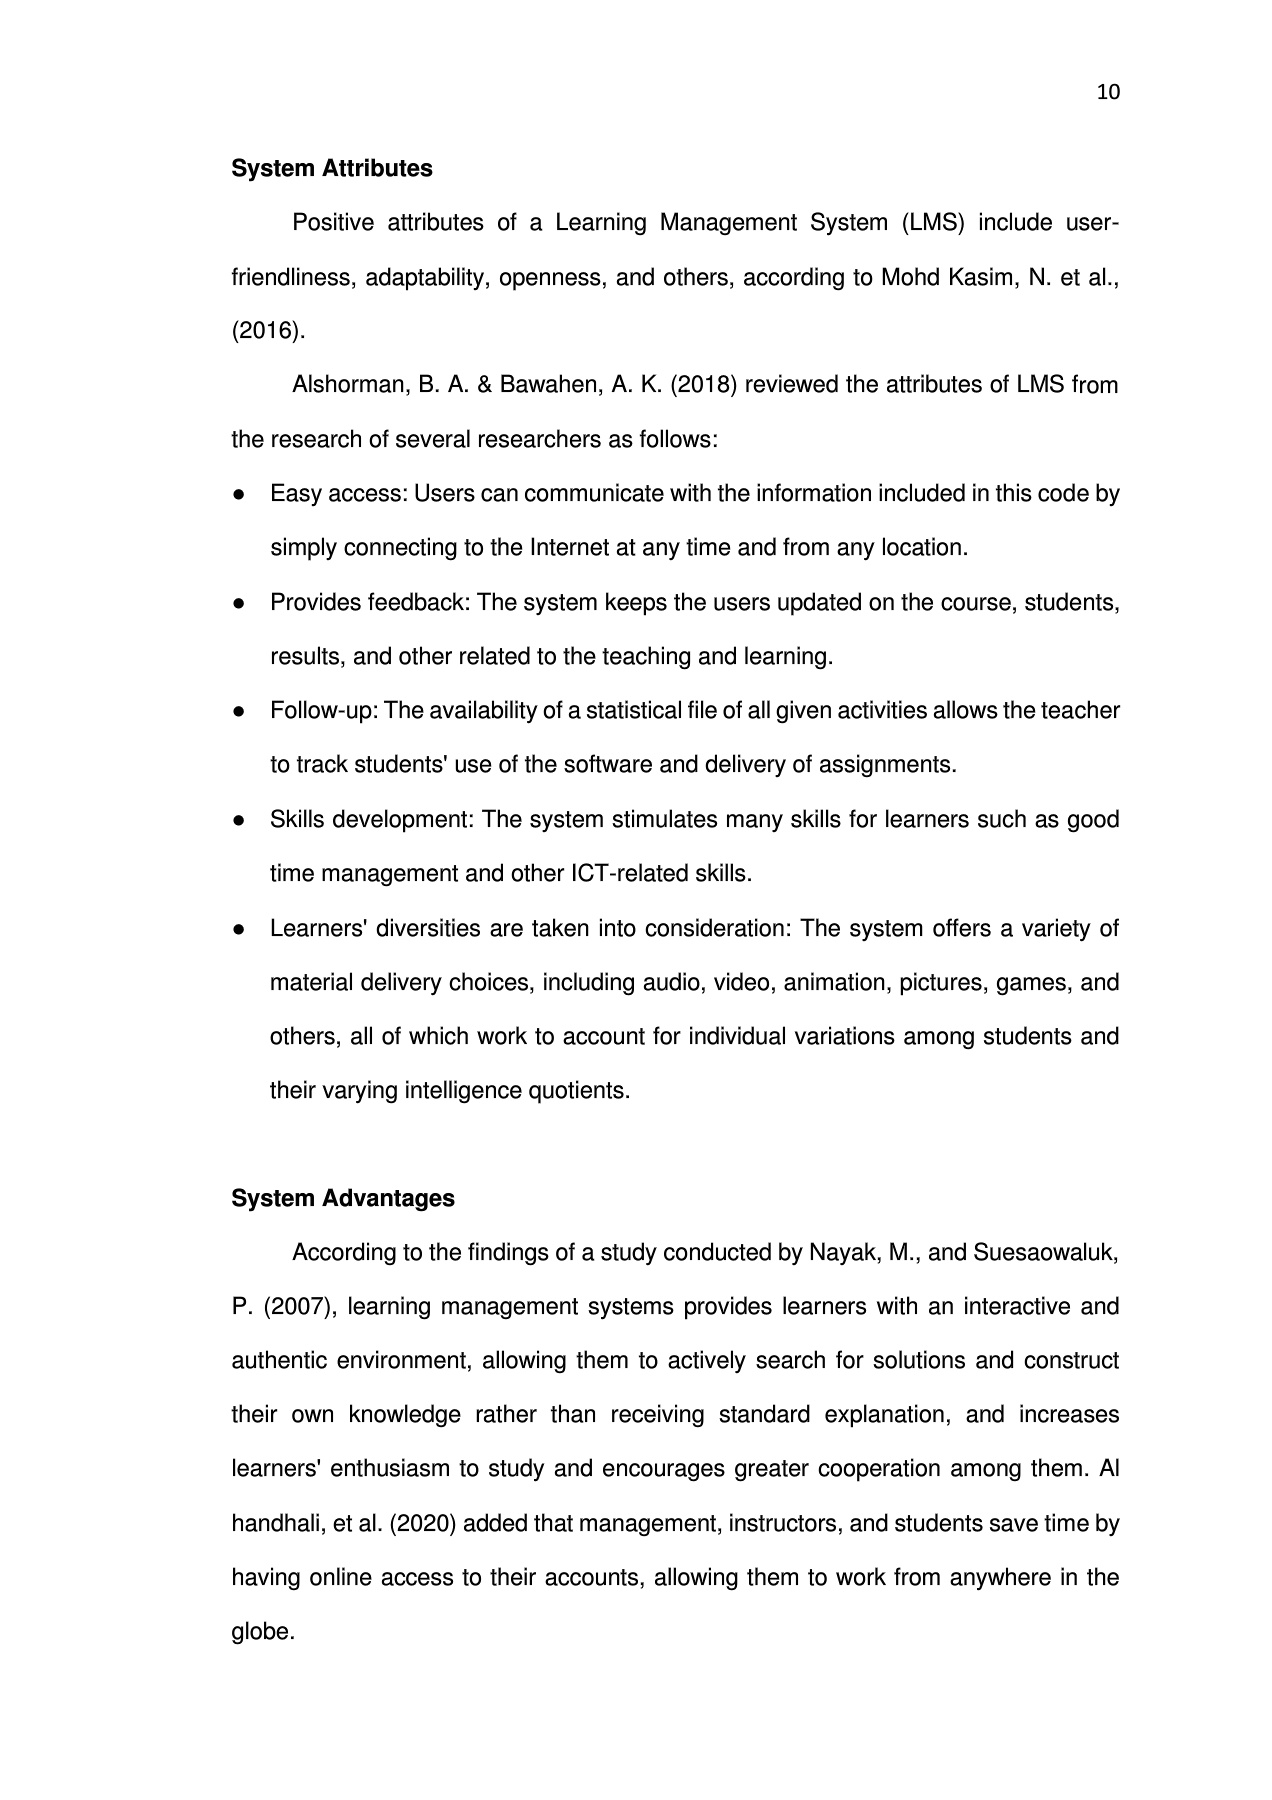 10
System Attributes
Positive attributes of a Learning Management System (LMS) include user-
friendliness, adaptability, openness, and others, according to Mohd Kasim, N. et al.,
(2016).
Alshorman, B. A. & Bawahen, A. K. (2018) reviewed the attributes of LMS from
the research of several researchers as follows:
● Easy access: Users can communicate with the information included in this code by
simply connecting to the Internet at any time and from any location.
● Provides feedback: The system keeps the users updated on the course, students,
results, and other related to the teaching and learning.
● Follow-up: The availability of a statistical file of all given activities allows the teacher
to track students' use of the software and delivery of assignments.
● Skills development: The system stimulates many skills for learners such as good
time management and other ICT-related skills.
● Learners' diversities are taken into consideration: The system offers a variety of
material delivery choices, including audio, video, animation, pictures, games, and
others, all of which work to account for individual variations among students and
their varying intelligence quotients.
System Advantages
According to the findings of a study conducted by Nayak, M., and Suesaowaluk,
P. (2007), learning management systems provides learners with an interactive and
authentic environment, allowing them to actively search for solutions and construct
their own knowledge rather than receiving standard explanation, and increases
learners' enthusiasm to study and encourages greater cooperation among them. Al
handhali, et al. (2020) added that management, instructors, and students save time by
having online access to their accounts, allowing them to work from anywhere in the
globe.